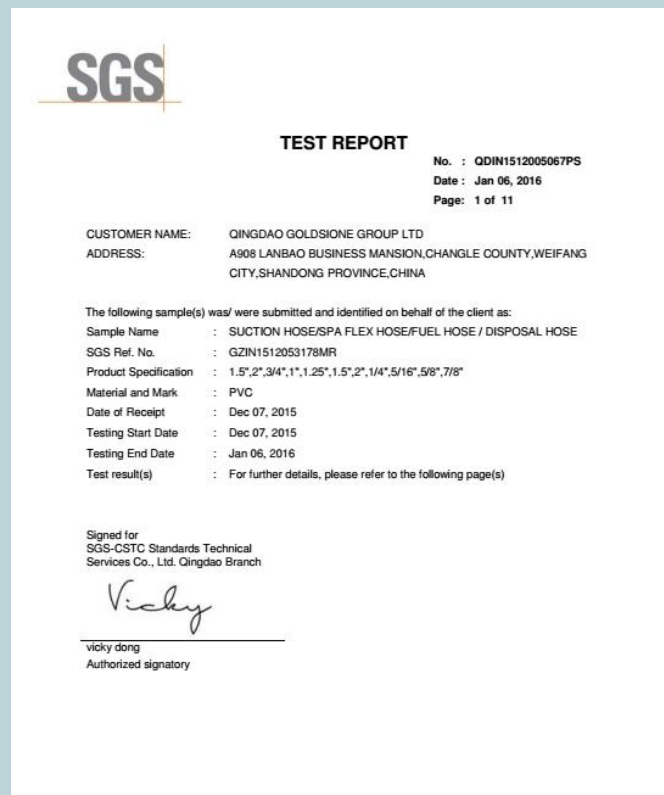 SGS
TEST REPORT
No. : QDIN1512005067PS
Date : Jan 06, 2016
Page: 1 of 11
CUSTOMER NAME: QINGDAO GOLDSIONE GROUP LTD
ADDRESS: A908 LANBAO BUSINESS MANSION,CHANGLE COUNTY,WEIFANG
CITY,SHANDONG PROVINCE,CHINA
The following sample(s) was/ were submitted and identified on behalf of the client as:
Sample Name : SUCTION HOSE/SPA FLEX HOSE/FUEL HOSE / DISPOSAL HOSE
SGS Ref. No. : GZIN1512053178MR
Product Specification : 1.5",2",3/4",1",1.25",1.5",2",1/4",5/16",5/8",7/8"
Material and Mark : PVC
Date of Receipt : Dec 07, 2015
Testing Start Date : Dec 07, 2015
Testing End Date : Jan 06, 2016
Test result(s) : For further details, please refer to the following page(s)
Signed for
SGS-CSTC Standards Technical
Services Co., Ltd. Qingdao Branch
Vicky
vicky dong
Authorized signatory